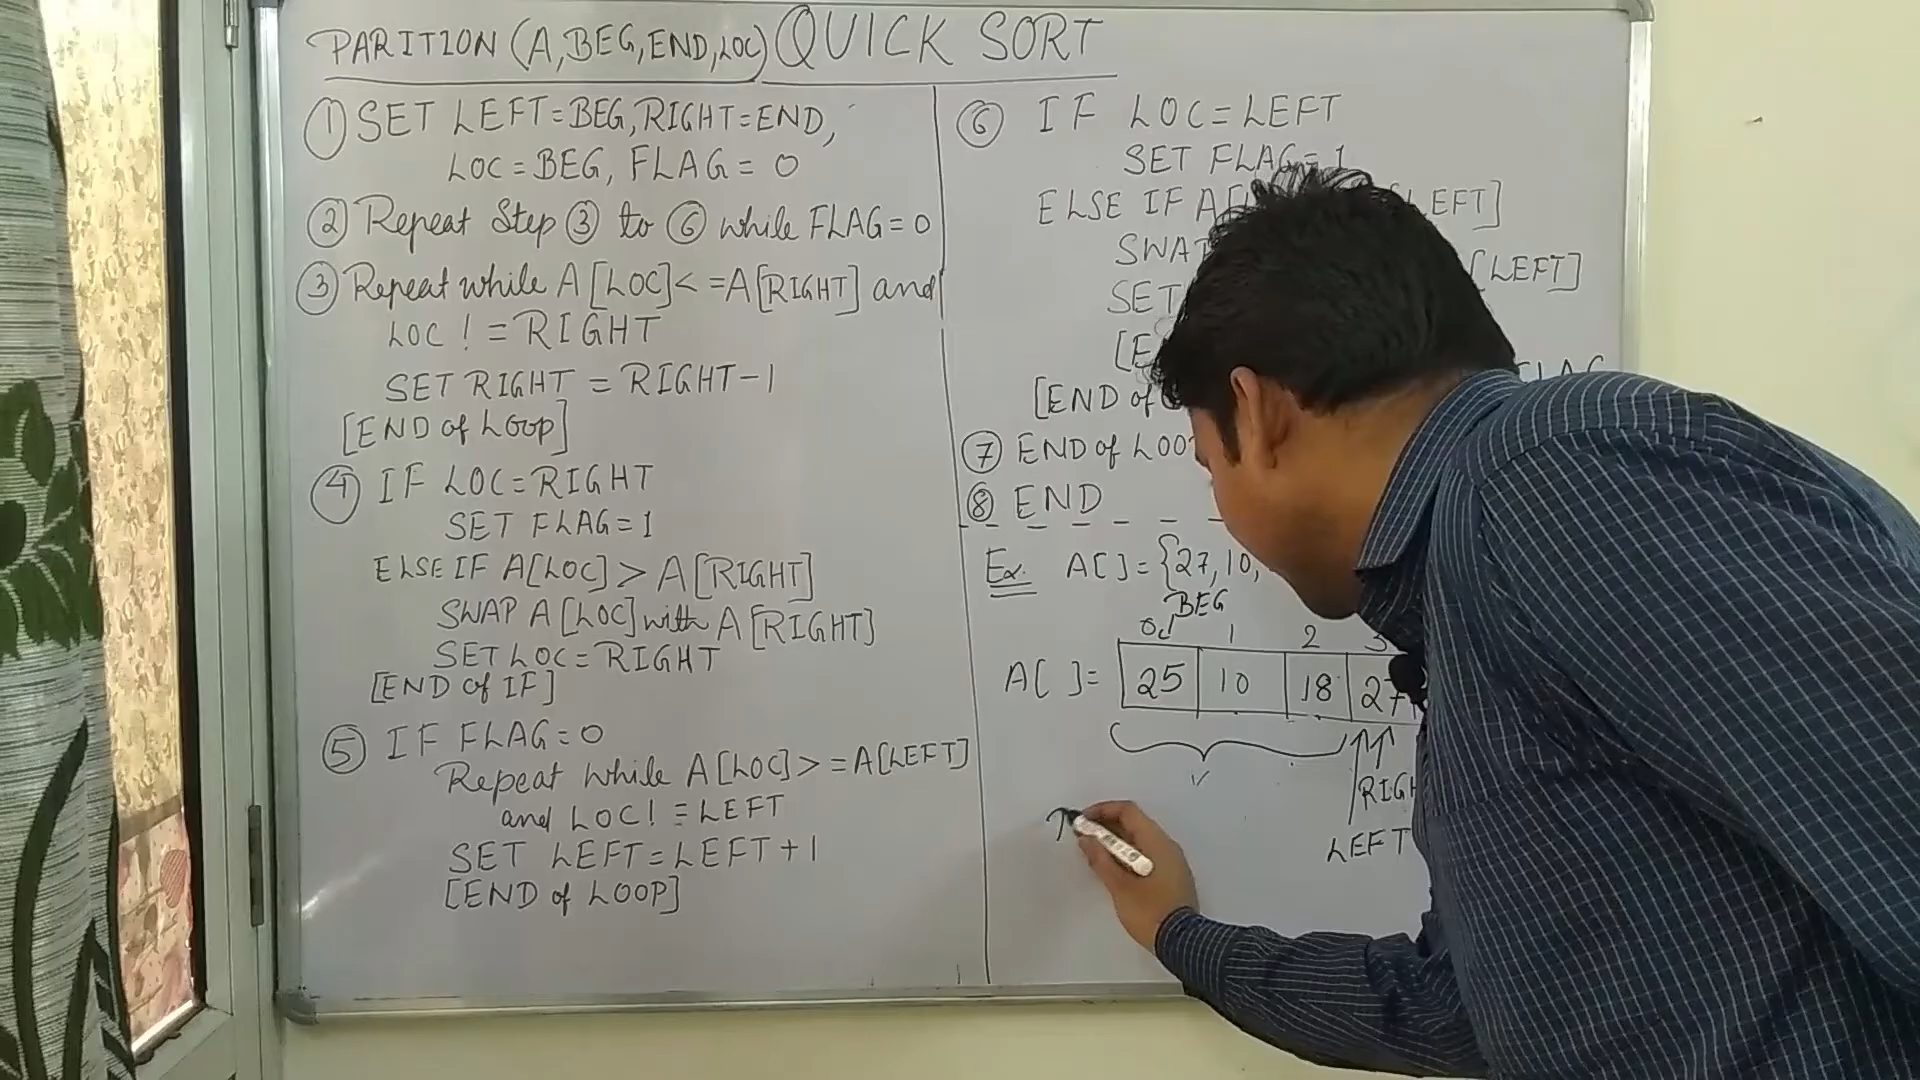 PARITION (A,BEG,END,LOC) QUICK SORT
① SET LEFT=BEG, RIGHT=END,
LOC=BEG, FLAG = 0
② Repeat Step ③ to ⑥ while FLAG=0
③ Repeat while A[LOC]<=A[RIGHT] and
LOC != RIGHT
SET RIGHT = RIGHT-1
[END of LOOP]
④ IF LOC=RIGHT
SET FLAG=1
ELSE IF A[LOC] > A[RIGHT]
SWAP A[LOC] with A[RIGHT]
SET LOC=RIGHT
[END of IF]
⑤ IF FLAG=0
Repeat while A[LOC]>=A[LEFT]
and LOC!=LEFT
SET LEFT=LEFT+1
[END of LOOP]
⑥ IF LOC=LEFT
SET FLAG=1
ELSE IF A[ LEFT]
[LEFT]
SET
[END of
⑦ END of LOO
⑧ END
Ex. A[]={27,10,
BEG
0 1 2 3
A[ ]= 25 10 18 27
LEFT